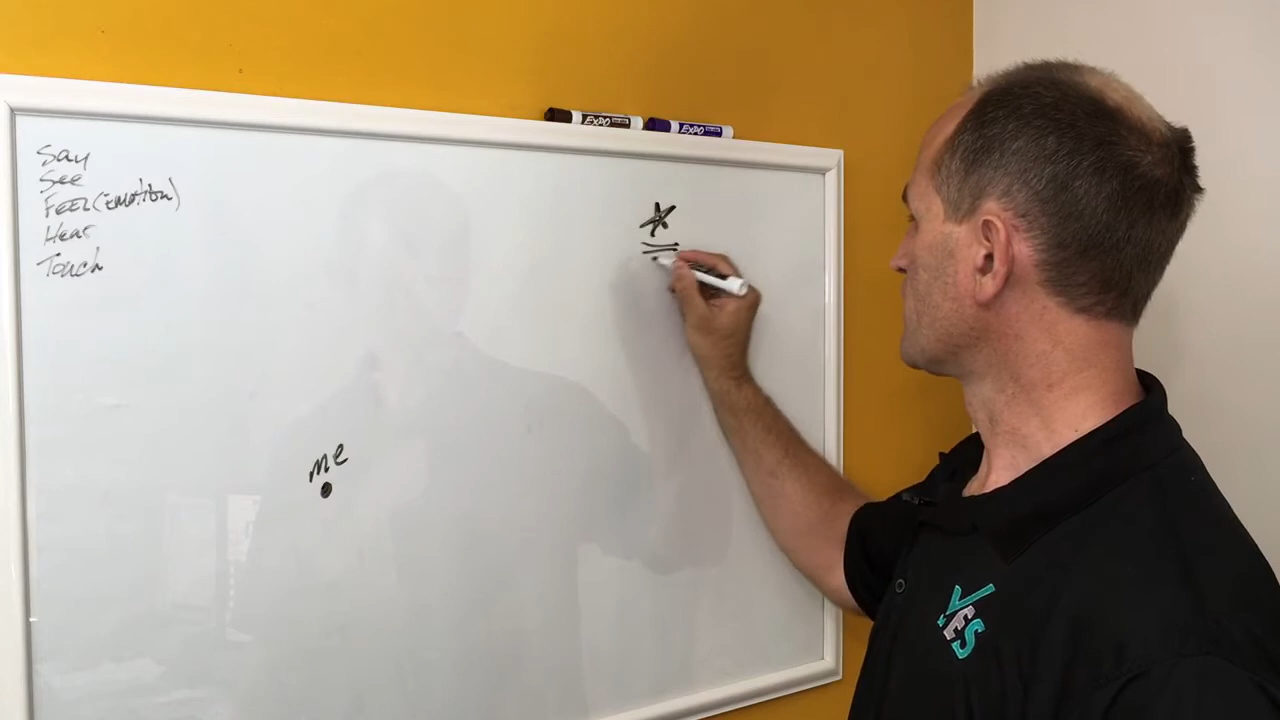 Say
See
FEEL (Emotion)
Hear
Touch
me
EXPO
EXPO
YES